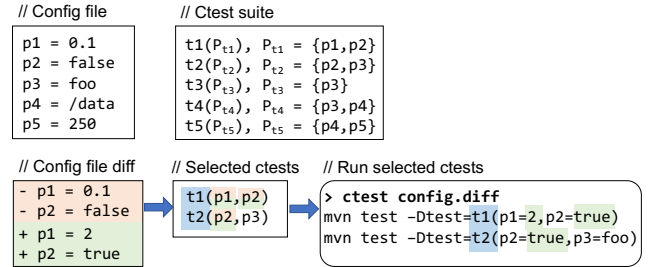 // Config file
p1 = 0.1
p2 = false
p3 = foo
p4 = /data
p5 = 250
// Ctest suite
t1(Pt1), Pt1 = {p1,p2}
t2(Pt2), Pt2 = {p2,p3}
t3(Pt3), Pt3 = {p3}
t4(Pt4), Pt4 = {p3,p4}
t5(Pt5), Pt5 = {p4,p5}
// Config file diff
- p1 = 0.1
- p2 = false
+ p1 = 2
+ p2 = true
// Selected ctests
t1(p1,p2)
t2(p2,p3)
// Run selected ctests
> ctest config.diff
mvn test –Dtest=t1(p1=2,p2=true)
mvn test –Dtest=t2(p2=true,p3=foo)